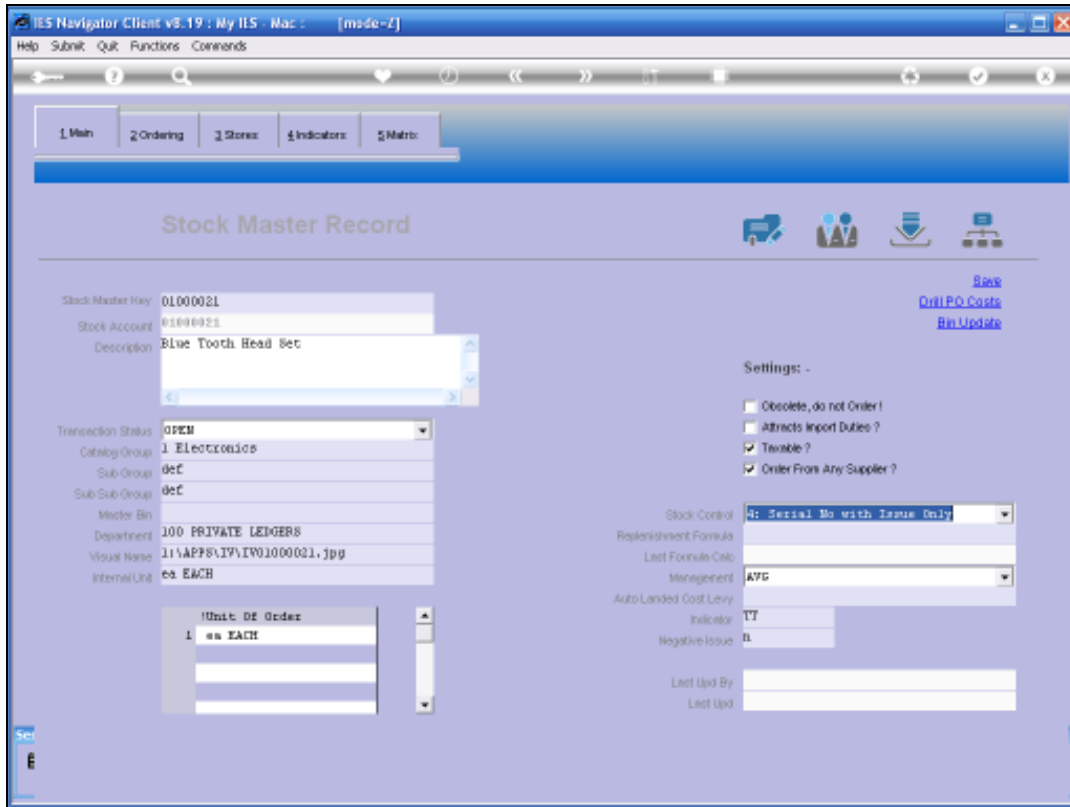 IES Navigator Client v8.19 : My IES - Mac : [mode=Z]
Help Submit Quit Functions Commands
1 Main 2 Ordering 3 Stores 4 Indicators 5 Matrix
Stock Master Record
Save
Drill PO Costs
Bin Update
Stock Master Key 01000021
Stock Account 01000021
Description Blue Tooth Head Set
Transaction Status OPEN
Catalog Group 1 Electronics
Sub Group def
Sub Sub Group def
Master Bin
Department 100 PRIVATE LEDGERS
Visual Name l:\APPS\IV\IV01000021.jpg
Internal Unit ea EACH
!Unit Of Order
1 ea EACH
Settings: -
Obsolete, do not Order !
Attracts Import Duties ?
Taxable ?
Order From Any Supplier ?
Stock Control 4: Serial No with Issue Only
Replenishment Formula
Last Formula Calc
Management AVG
Auto Landed Cost Levy
Indicator TT
Negative Issue n
Last Upd By
Last Upd